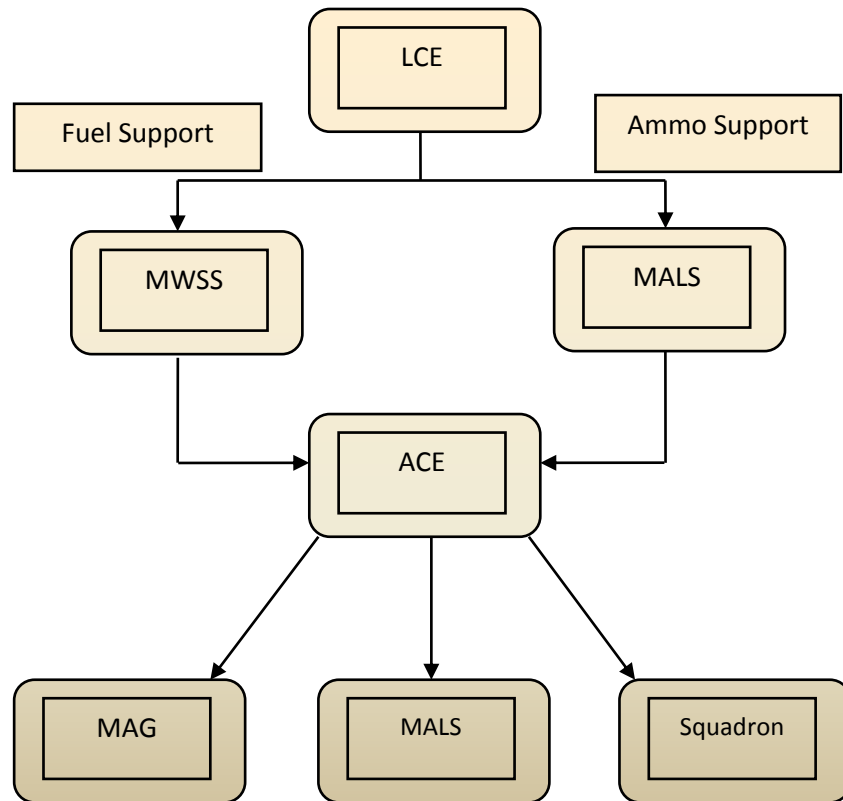 LCE
Fuel Support
Ammo Support
MWSS
MALS
ACE
MAG
MALS
Squadron